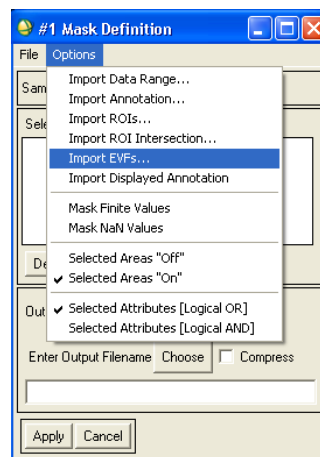 #1 Mask Definition
File Options
Sam
Import Data Range...
Import Annotation...
Sele
Import ROIs...
Import ROI Intersection...
Import EVFs...
Import Displayed Annotation
Mask Finite Values
Mask NaN Values
De
Selected Areas "Off"
Selected Areas "On"
Out
Selected Attributes [Logical OR]
Selected Attributes [Logical AND]
Enter Output Filename Choose Compress
Apply Cancel